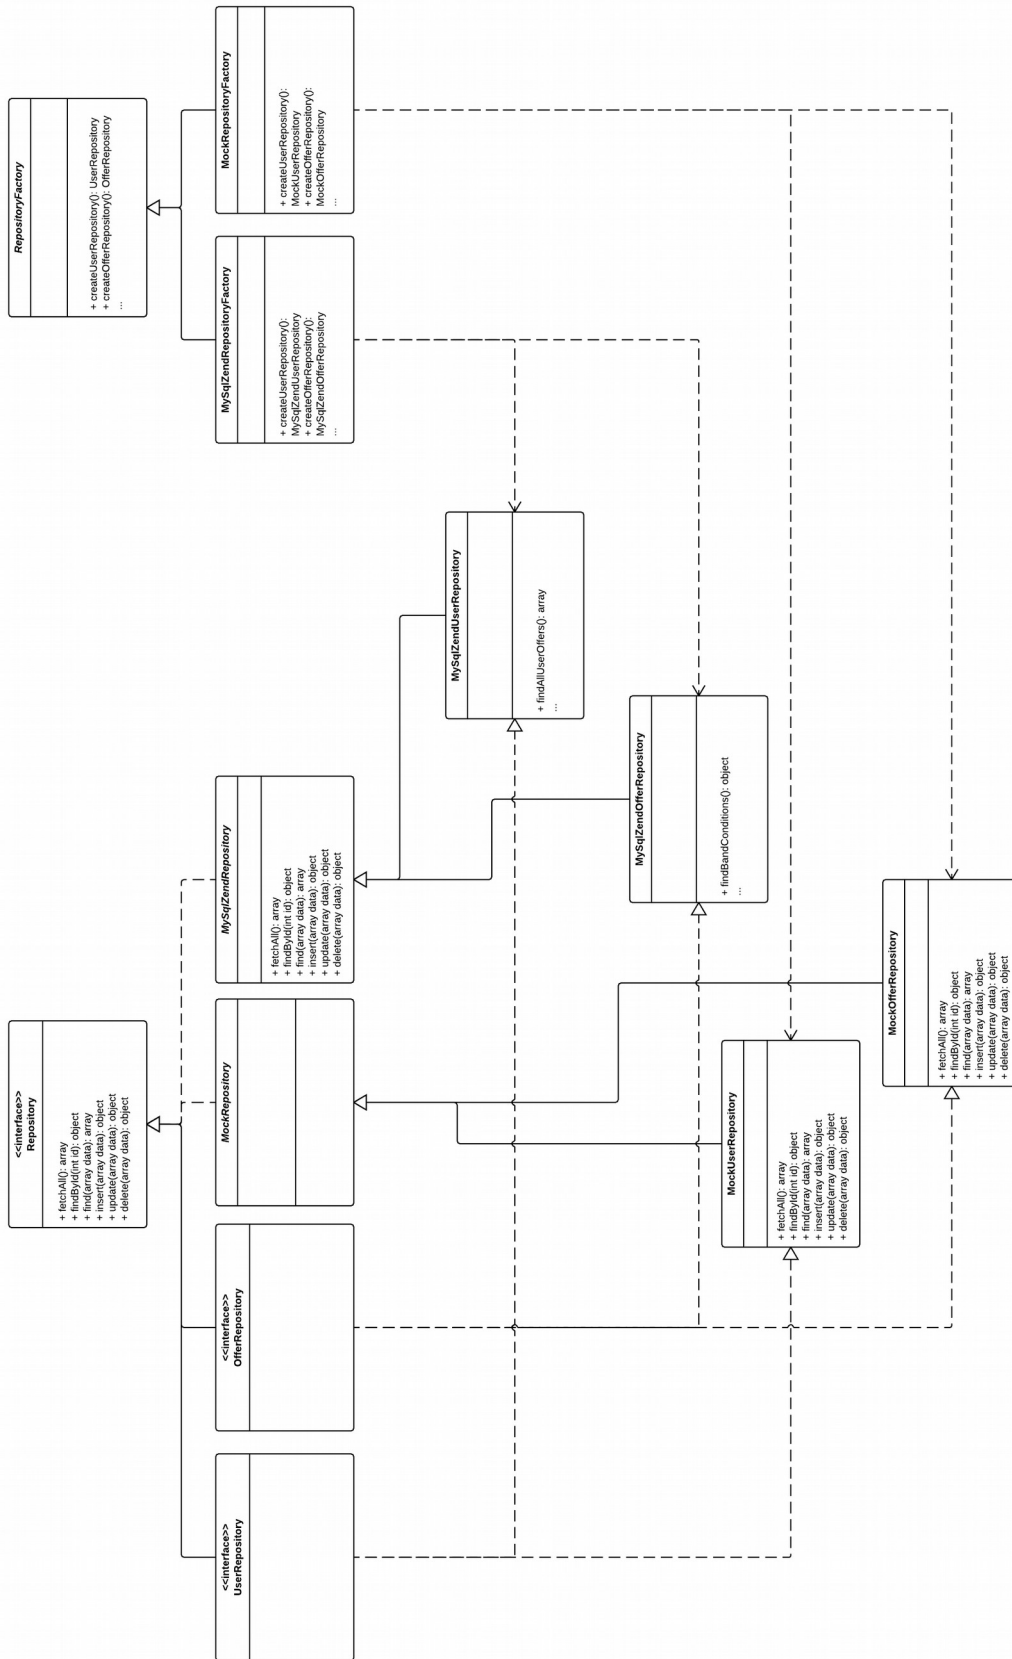 <<interface>>
Repository
+ fetchAll(): array
+ findById(int id): object
+ find(array data): array
+ insert(array data): object
+ update(array data): object
+ delete(array data): object
RepositoryFactory
+ createUserRepository(): UserRepository
+ createOfferRepository(): OfferRepository
...
<<interface>>
UserRepository
<<interface>>
OfferRepository
MockRepository
MySqlZendRepository
+ fetchAll(): array
+ findById(int id): object
+ find(array data): array
+ insert(array data): object
+ update(array data): object
+ delete(array data): object
MySqlZendRepositoryFactory
+ createUserRepository():
MySqlZendUserRepository
+ createOfferRepository():
MySqlZendOfferRepository
...
MockRepositoryFactory
+ createUserRepository():
MockUserRepository
+ createOfferRepository():
MockOfferRepository
...
MySqlZendUserRepository
+ findAllUserOffers(): array
...
MySqlZendOfferRepository
+ findBandConditions(): object
...
MockUserRepository
+ fetchAll(): array
+ findById(int id): object
+ find(array data): array
+ insert(array data): object
+ update(array data): object
+ delete(array data): object
MockOfferRepository
+ fetchAll(): array
+ findById(int id): object
+ find(array data): array
+ insert(array data): object
+ update(array data): object
+ delete(array data): object